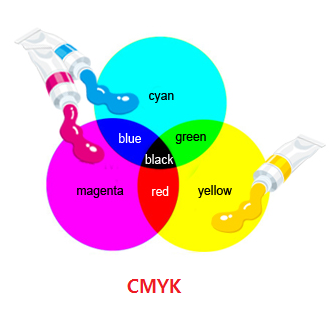 cyan
blue
green
black
magenta
red
yellow
CMYK